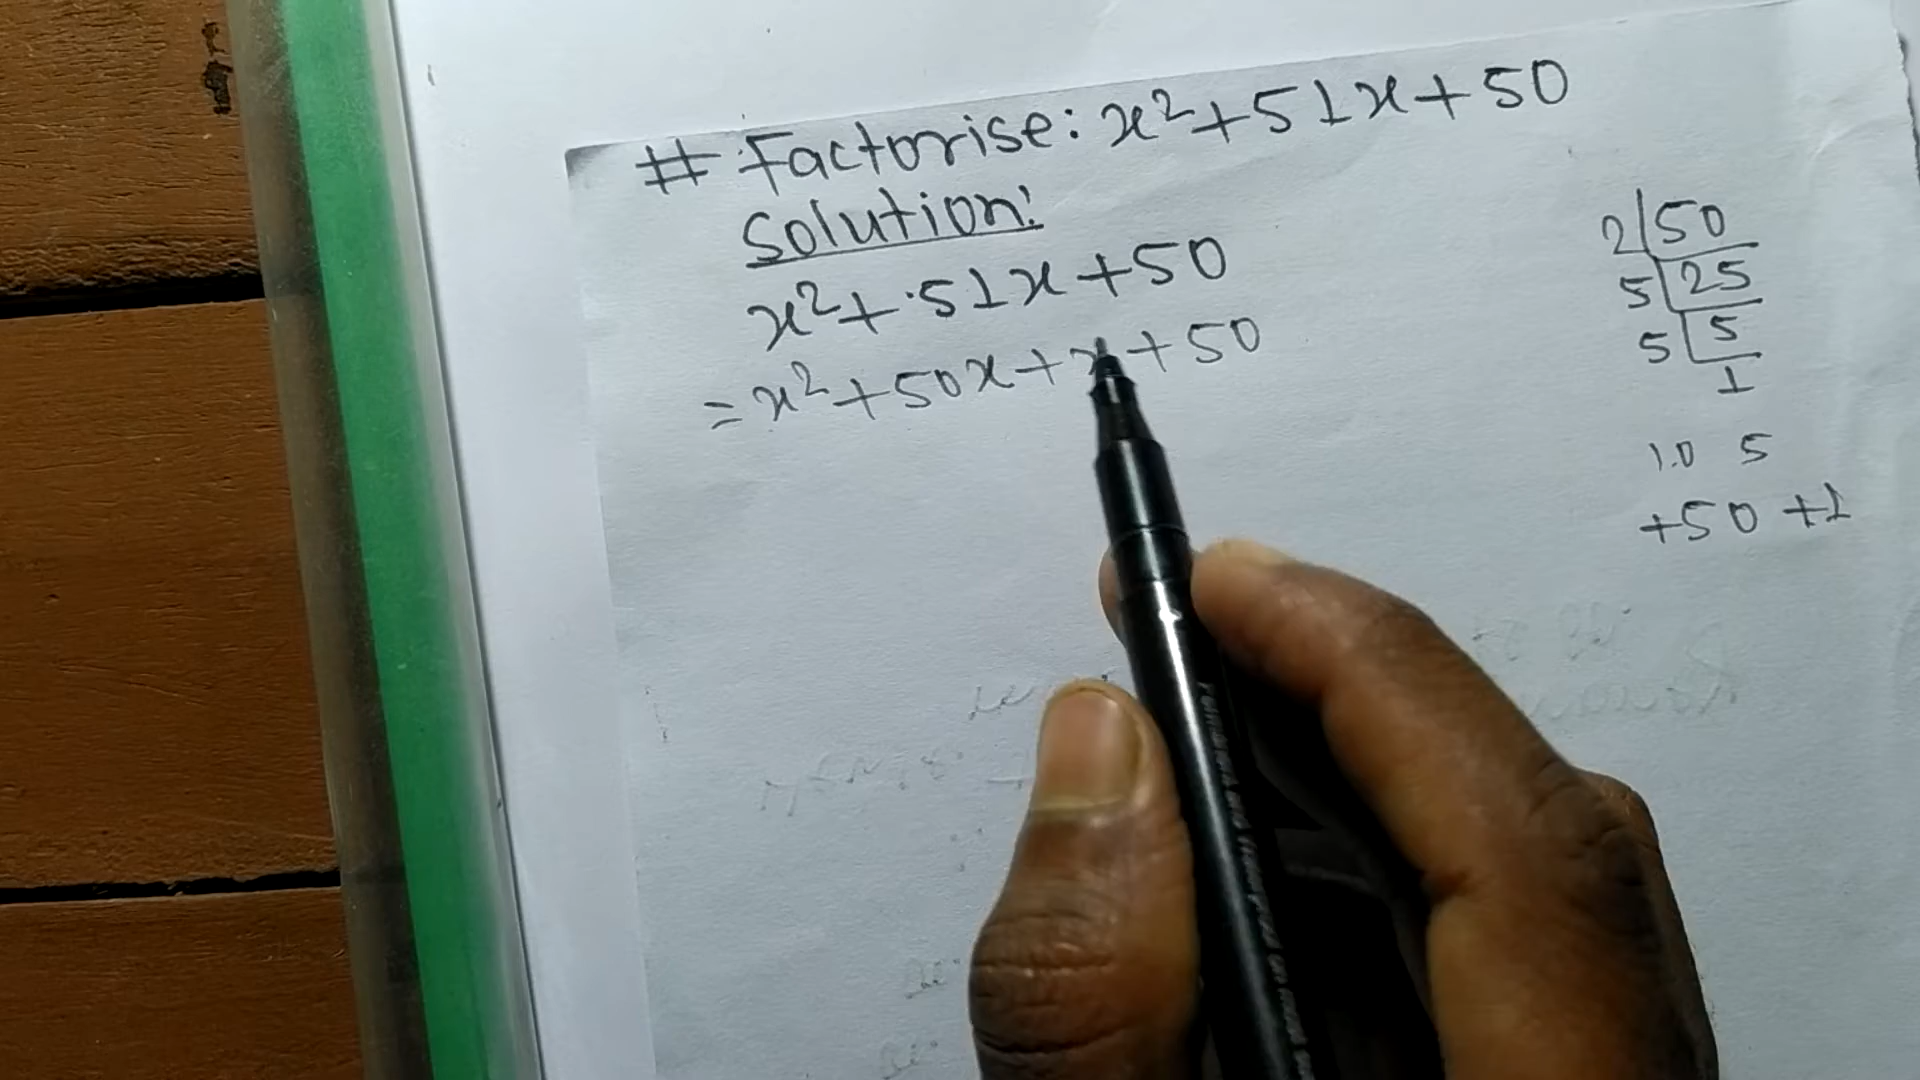 # Factorise: x²+51x+50
Solution:
x²+51x+50
=x²+50x+x+50
2 50
5 25
5 5
1
10 5
+50 +1